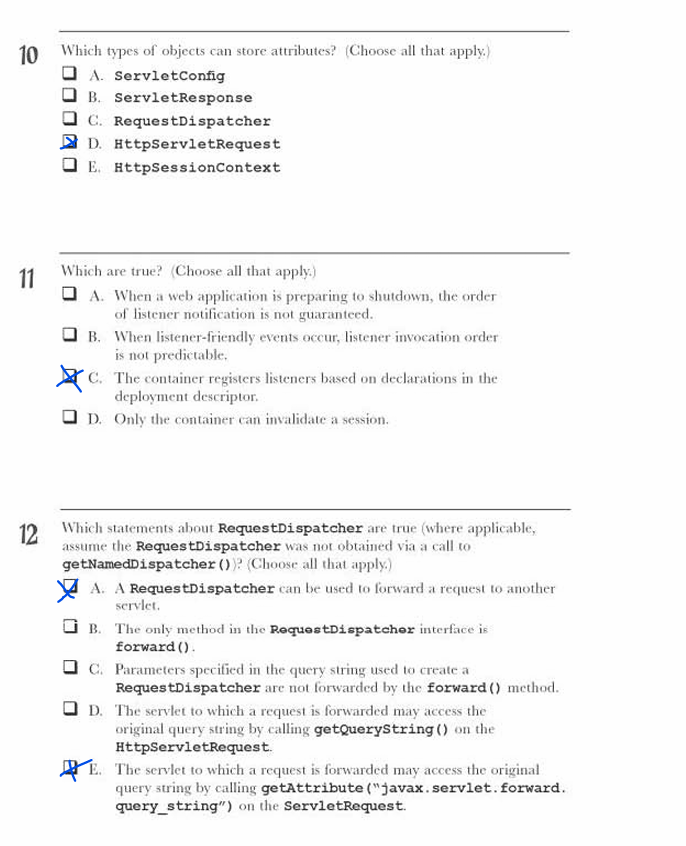 10 Which types of objects can store attributes? (Choose all that apply.)
A. ServletConfig
B. ServletResponse
C. RequestDispatcher
D. HttpServletRequest
E. HttpSessionContext
11 Which are true? (Choose all that apply.)
A. When a web application is preparing to shutdown, the order
of listener notification is not guaranteed.
B. When listener-friendly events occur, listener invocation order
is not predictable.
C. The container registers listeners based on declarations in the
deployment descriptor.
D. Only the container can invalidate a session.
12 Which statements about RequestDispatcher are true (where applicable,
assume the RequestDispatcher was not obtained via a call to
getNamedDispatcher())? (Choose all that apply.)
A. A RequestDispatcher can be used to forward a request to another
servlet.
B. The only method in the RequestDispatcher interface is
forward().
C. Parameters specified in the query string used to create a
RequestDispatcher are not forwarded by the forward() method.
D. The servlet to which a request is forwarded may access the
original query string by calling getQueryString() on the
HttpServletRequest.
E. The servlet to which a request is forwarded may access the original
query string by calling getAttribute(“javax.servlet.forward.
query_string”) on the ServletRequest.